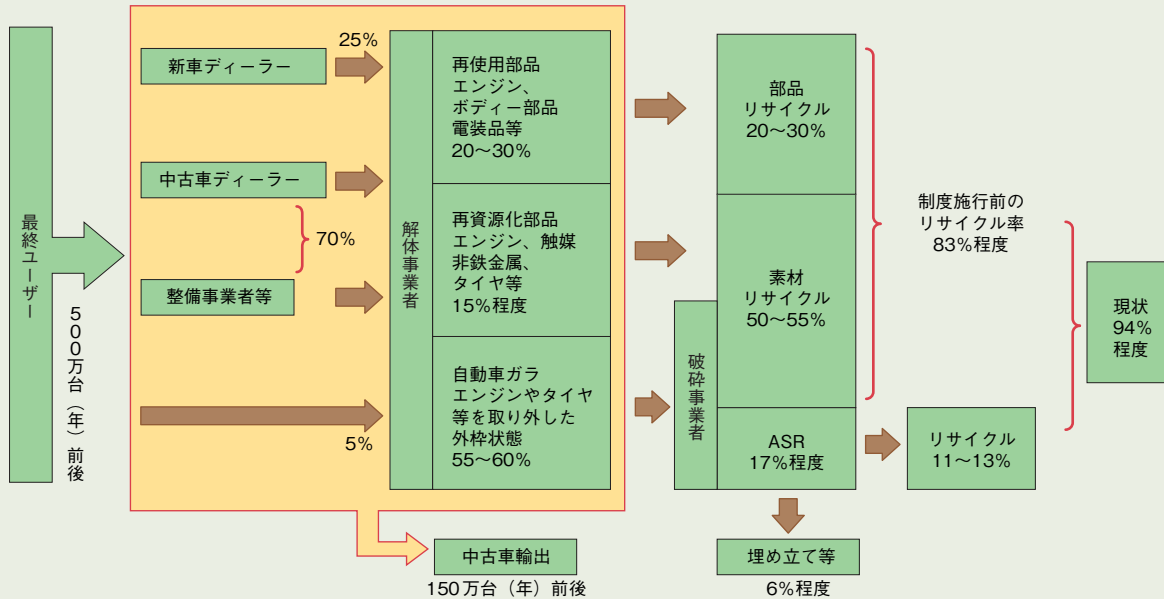 最終ユーザー
500万台（年）前後
新車ディーラー
25%
中古車ディーラー
70%
整備事業者等
5%
解体事業者
再使用部品
エンジン、
ボディー部品
電装品等
20〜30%
再資源化部品
エンジン、触媒
非鉄金属、
タイヤ等
15%程度
自動車ガラ
エンジンやタイヤ
等を取り外した
外枠状態
55〜60%
中古車輸出
150万台（年）前後
破砕事業者
部品
リサイクル
20〜30%
素材
リサイクル
50〜55%
ASR
17%程度
埋め立て等
6%程度
制度施行前の
リサイクル率
83%程度
リサイクル
11〜13%
現状
94%
程度